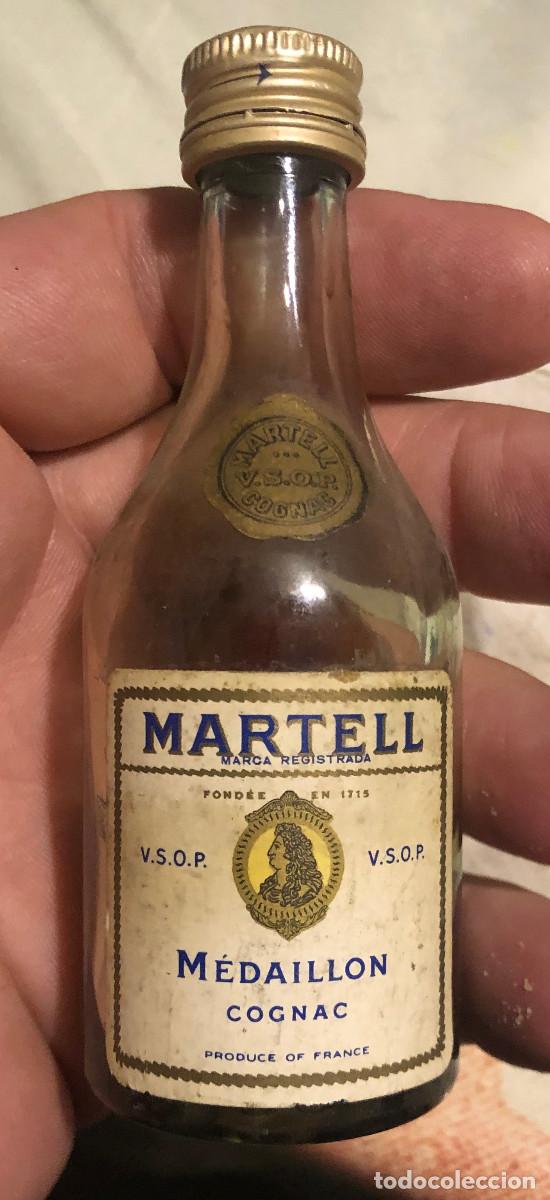 MARTELL
V.S.O.P.
COGNAC
MARTELL
MARCA REGISTRADA
FONDÉE EN 1715
V.S.O.P. V.S.O.P.
MÉDAILLON
COGNAC
PRODUCE OF FRANCE
todocoleccion